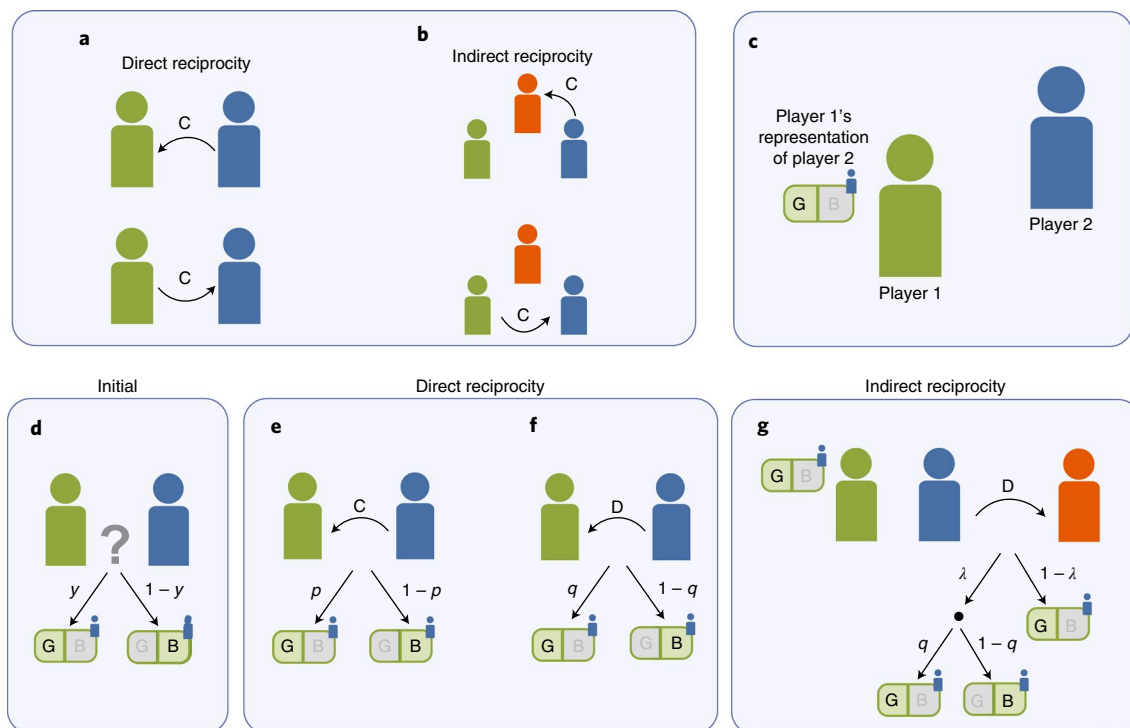 a
Direct reciprocity
C
C
b
Indirect reciprocity
C
C
c
Player 1's
representation
of player 2
G B
Player 1
Player 2
Initial
d
?
y 1 – y
G B G B
Direct reciprocity
e
C
p 1 – p
G B G B
f
D
q 1 – q
G B G B
Indirect reciprocity
g
G B
D
λ 1 – λ
G B
q 1 – q
G B G B